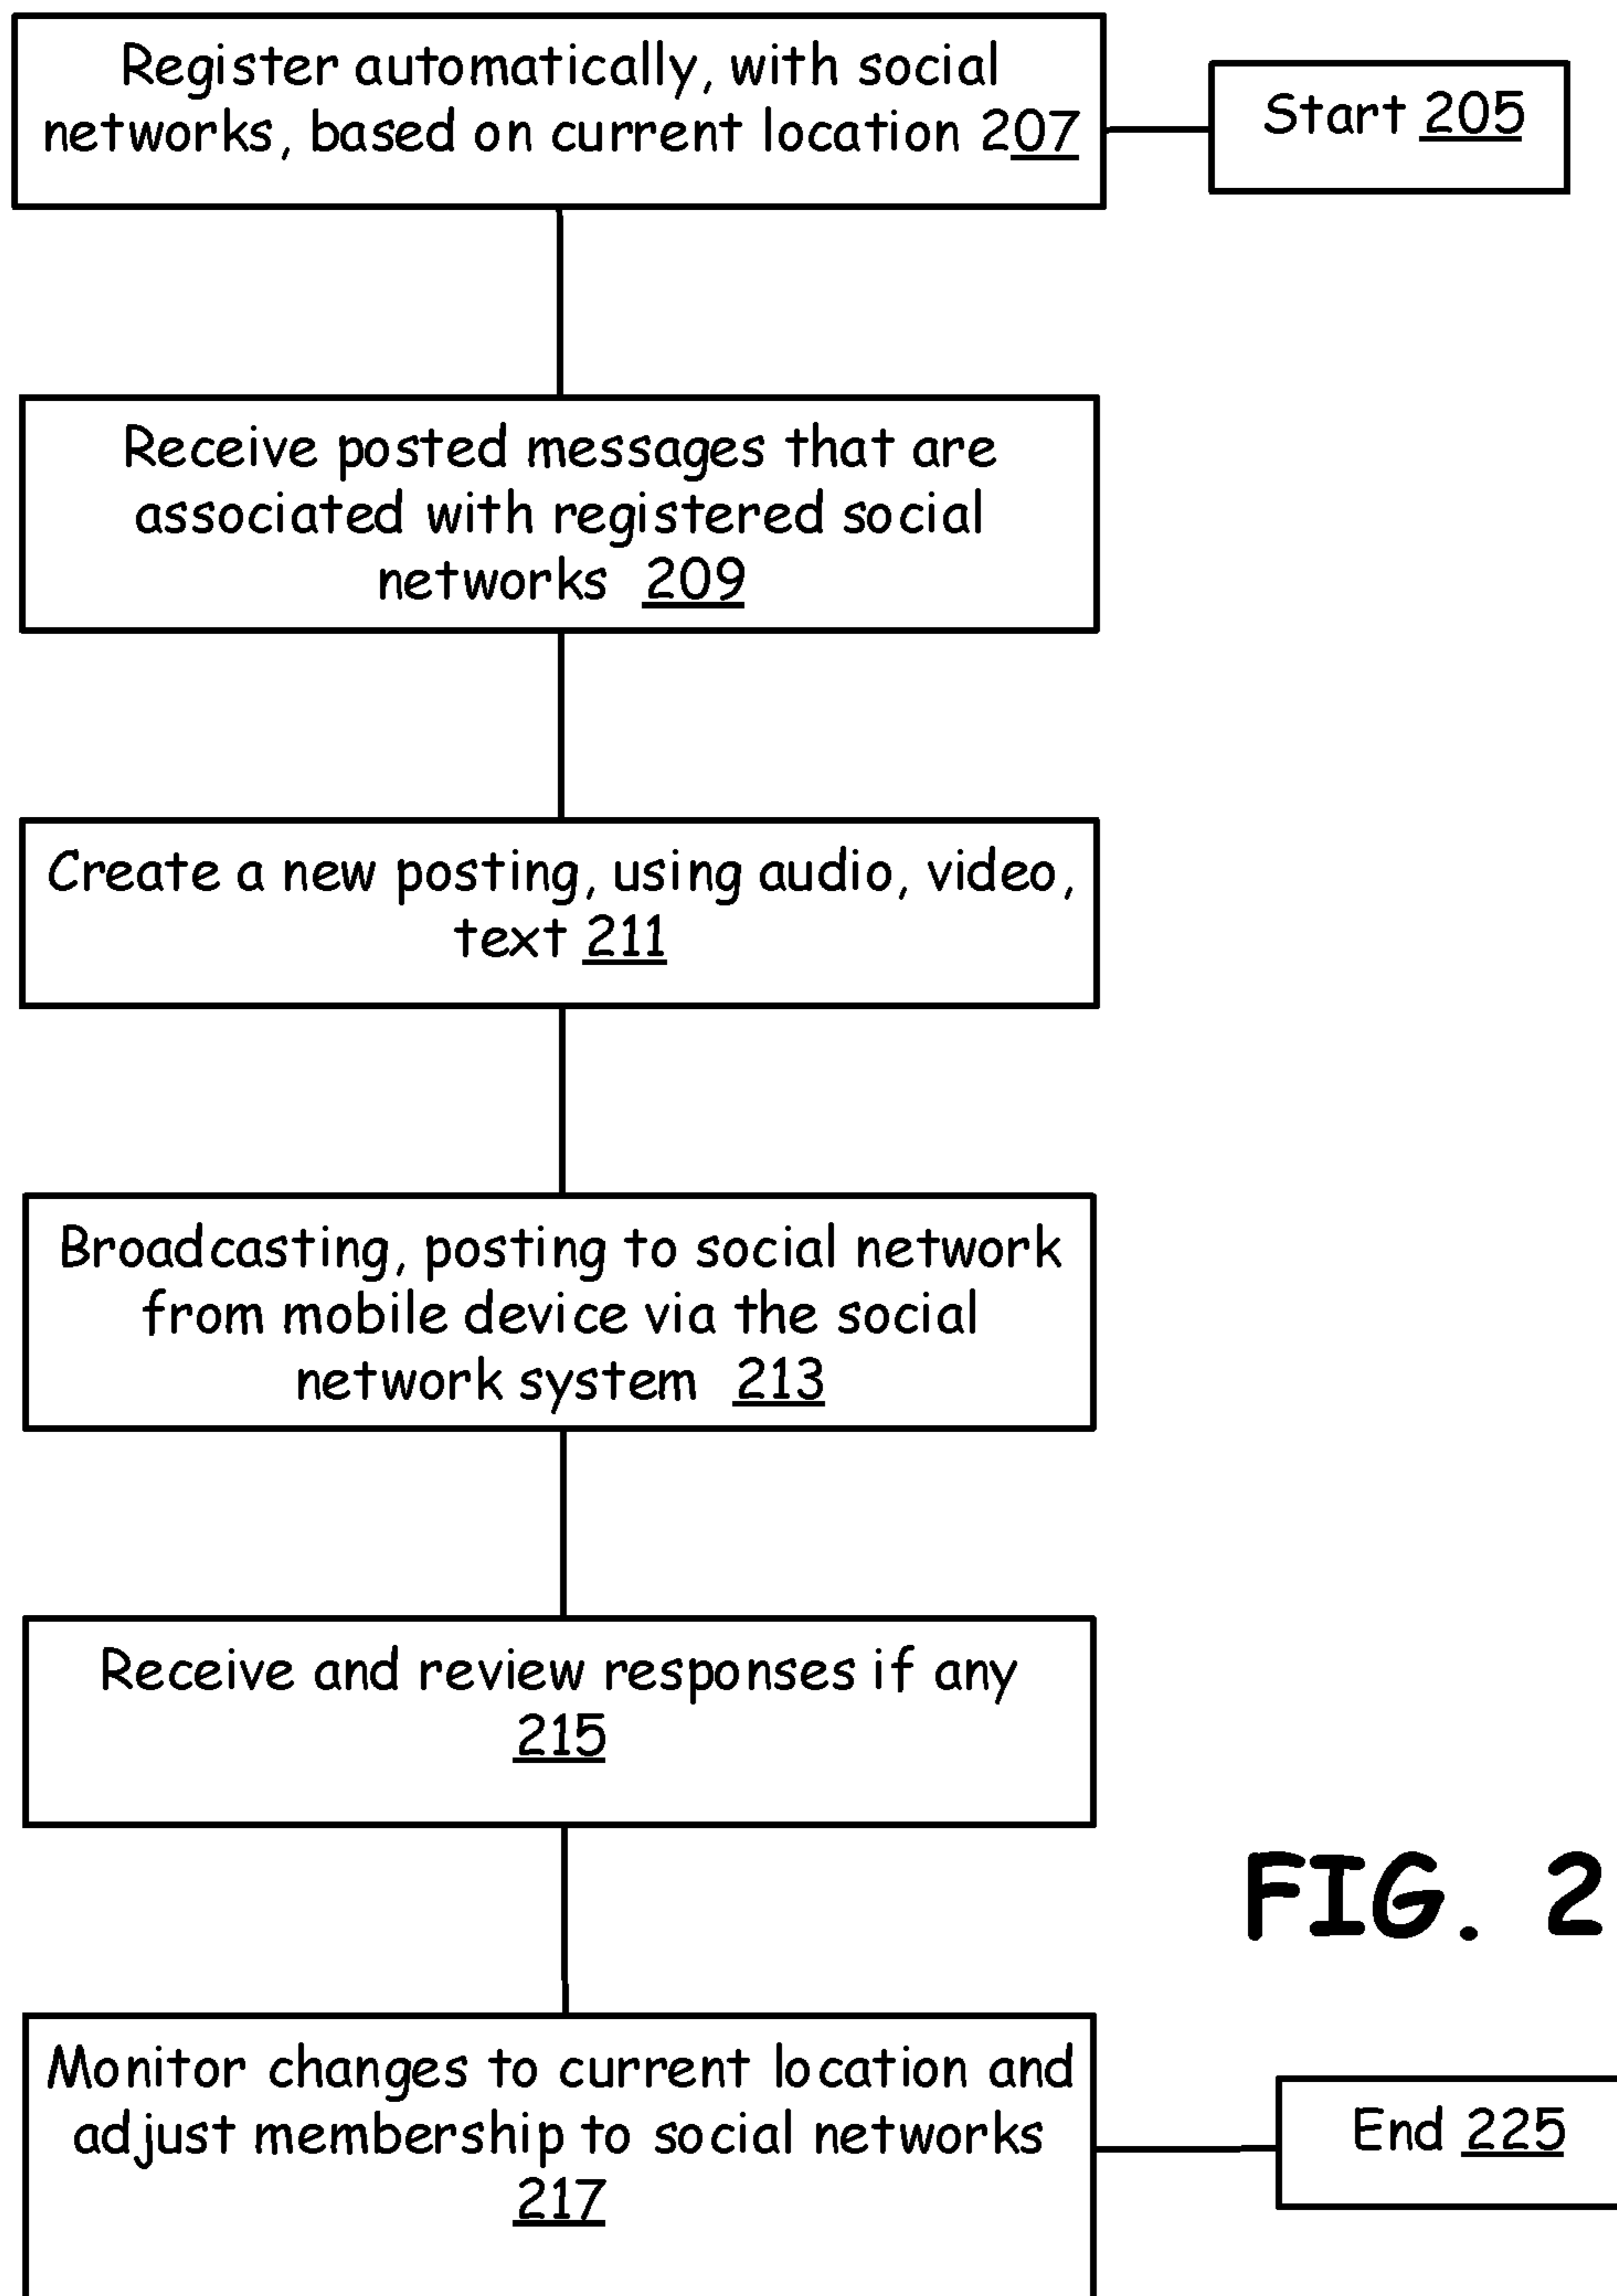 Register automatically, with social
networks, based on current location 207
Start 205
Receive posted messages that are
associated with registered social
networks 209
Create a new posting, using audio, video,
text 211
Broadcasting, posting to social network
from mobile device via the social
network system 213
Receive and review responses if any
215
FIG. 2
Monitor changes to current location and
adjust membership to social networks
217
End 225